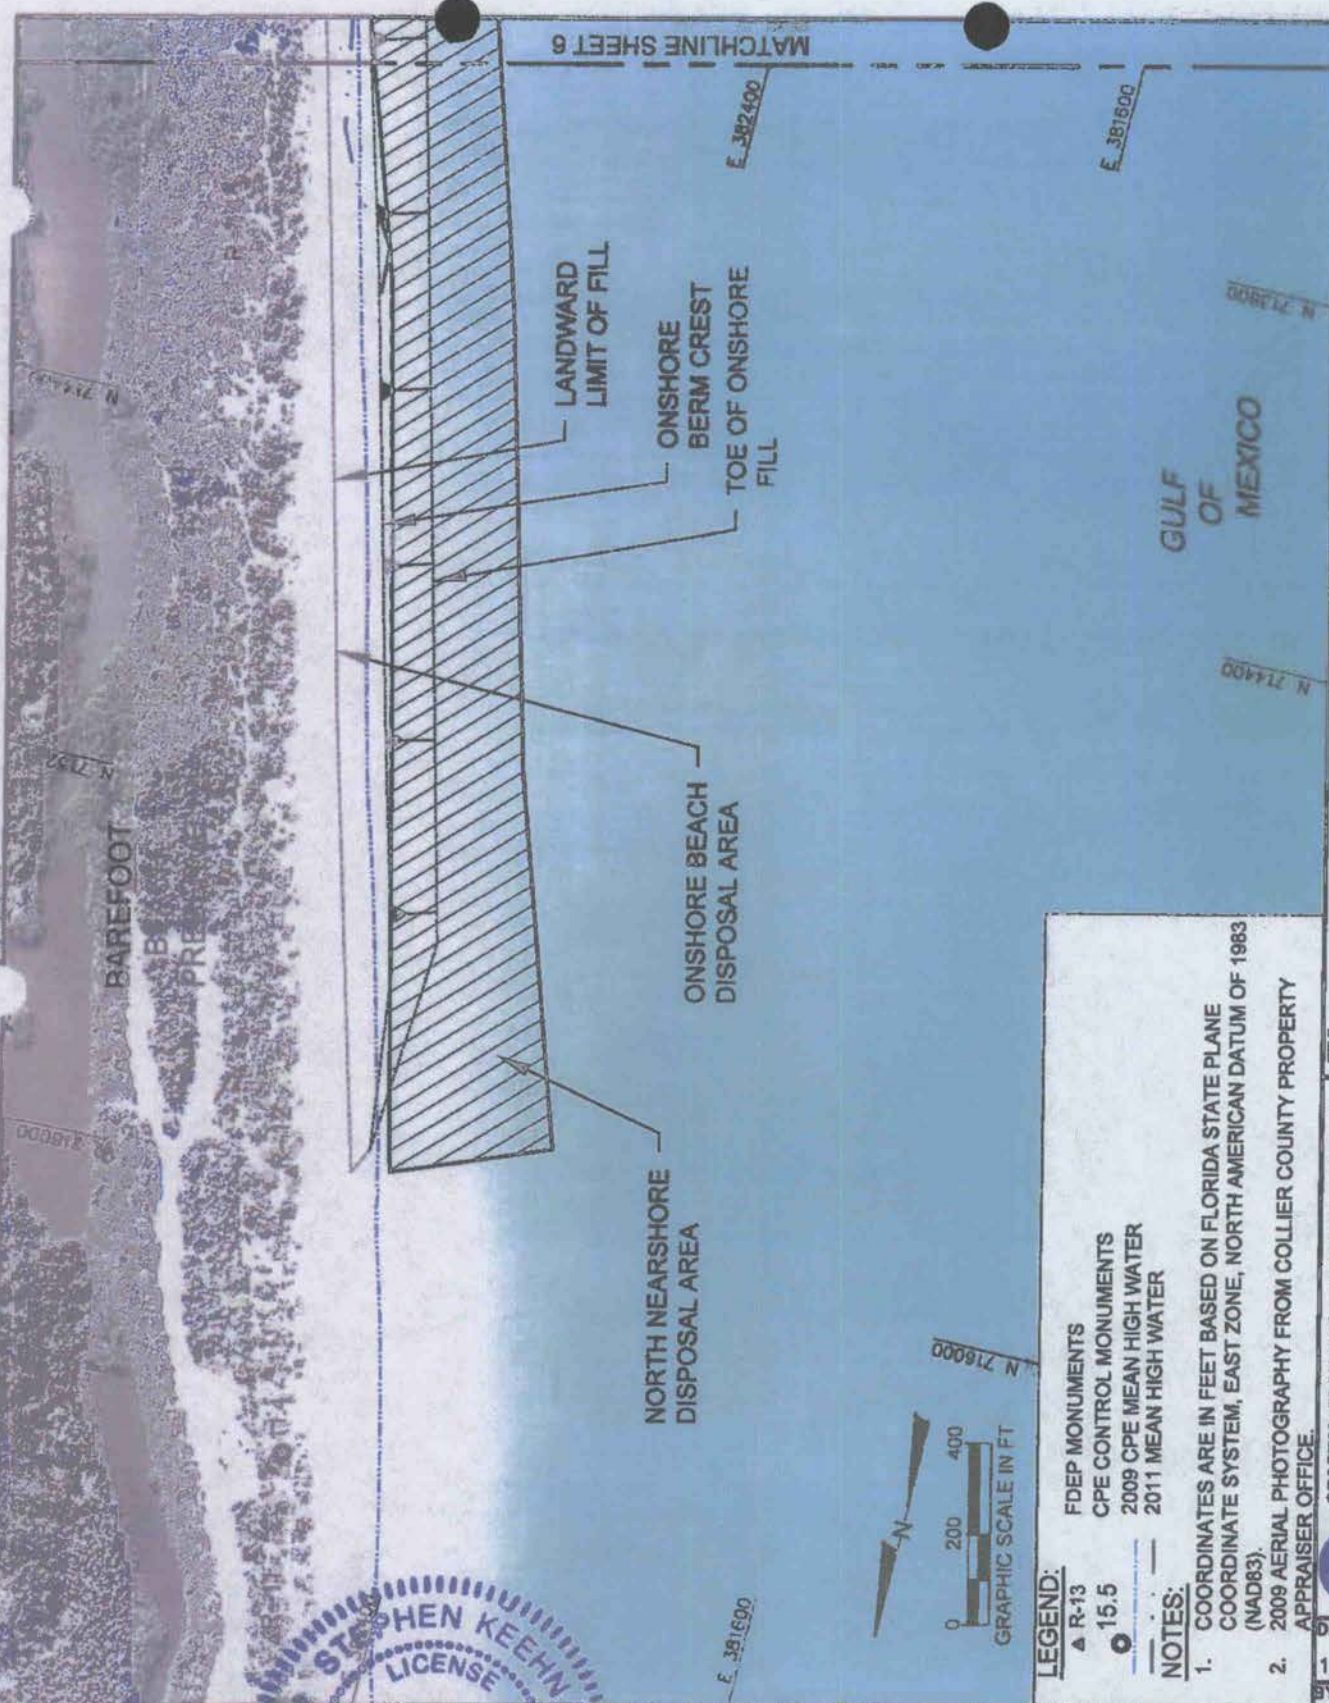 MATCHLINE SHEET 6
E 382400
E 381600
BAREFOOT
LANDWARD
LIMIT OF FILL
ONSHORE
BERM CREST
TOE OF ONSHORE
FILL
ONSHORE BEACH
DISPOSAL AREA
NORTH NEARSHORE
DISPOSAL AREA
GULF
OF
MEXICO
N 713800
N 714400
N 716000
E 381600
STEPHEN KEEHN
LICENSE
N
0 200 400
GRAPHIC SCALE IN FT
LEGEND:
R-13 FDEP MONUMENTS
15.5 CPE CONTROL MONUMENTS
2009 CPE MEAN HIGH WATER
2011 MEAN HIGH WATER
NOTES:
1. COORDINATES ARE IN FEET BASED ON FLORIDA STATE PLANE
COORDINATE SYSTEM, EAST ZONE, NORTH AMERICAN DATUM OF 1983
(NAD83).
2. 2009 AERIAL PHOTOGRAPHY FROM COLLIER COUNTY PROPERTY
APPRAISER OFFICE.